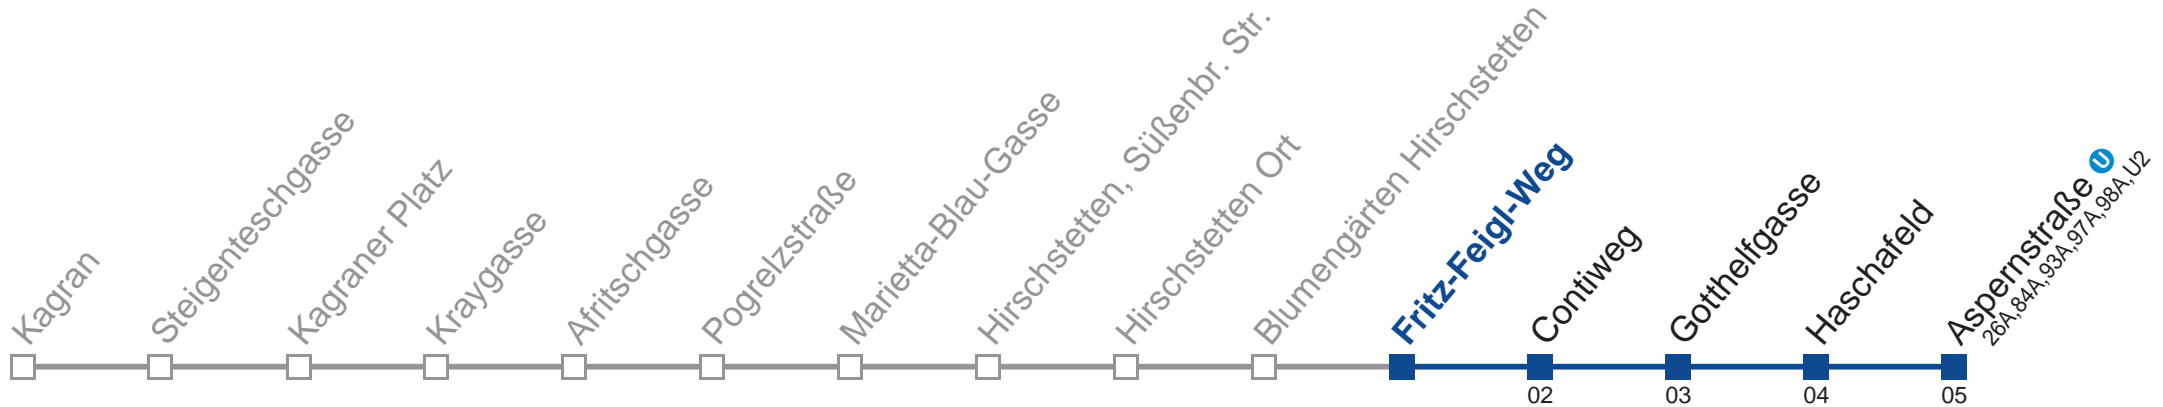 Kagran
Steigenteschgasse
Kagraner Platz
Kraygasse
Afritschgasse
Pogrelzstraße
Marietta-Blau-Gasse
Hirschstetten, Süßenbr. Str.
Hirschstetten Ort
Blumengärten Hirschstetten
Fritz-Feigl-Weg
Contiweg
Gotthelfgasse
Haschafeld
Aspernstraße U
26A,84A,93A,97A,98A,U2
02
03
04
05